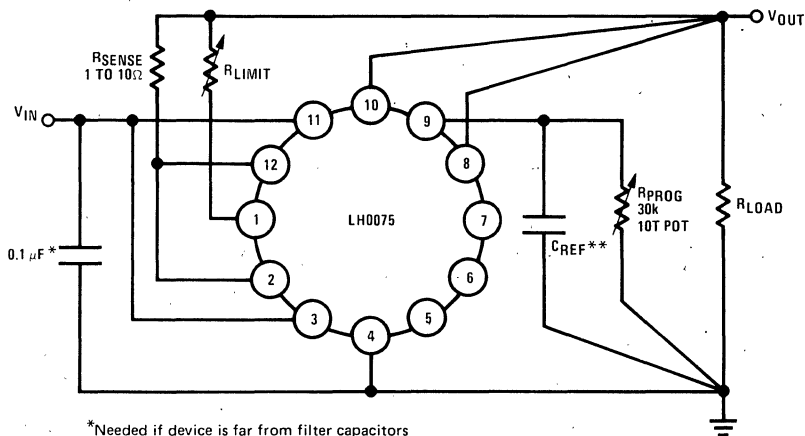 VOUT
RSENSE
1 TO 10Ω
RLIMIT
VIN
10
11
9
12
8
RPROG
30k
10T POT
RLOAD
1
LH0075
7
0.1 μF*
CREF**
2
6
3
5
4
*Needed if device is far from filter capacitors